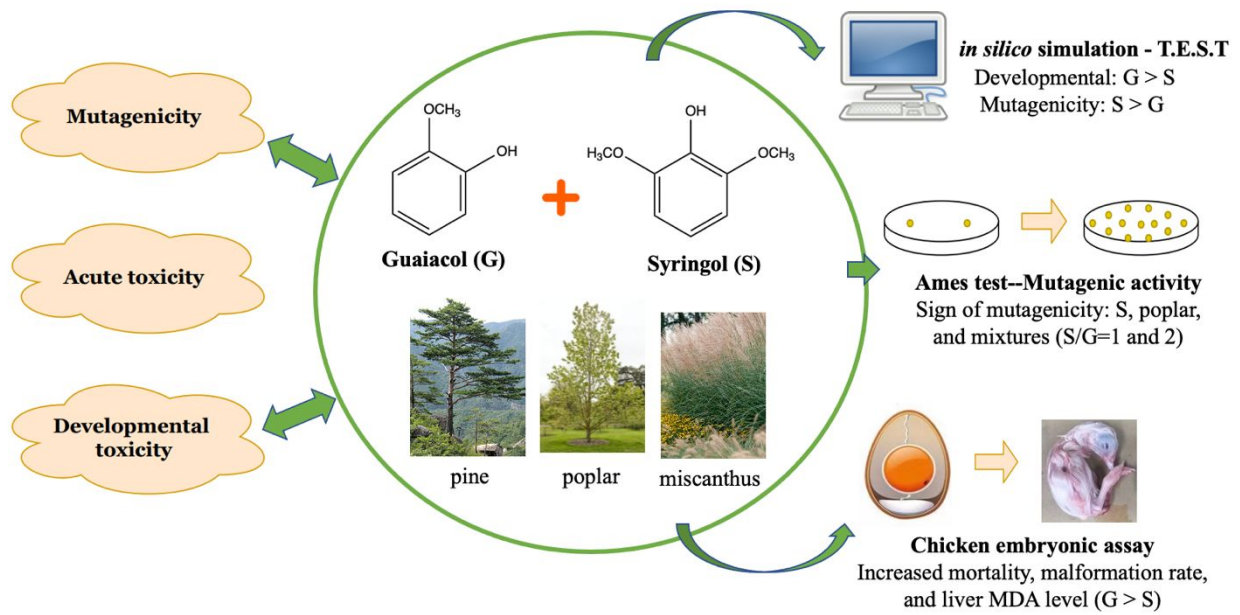 Mutagenicity
Acute toxicity
Developmental
toxicity
OCH₃
OH
Guaiacol (G)
OH
H₃CO
OCH₃
Syringol (S)
pine
poplar
miscanthus
in silico simulation - T.E.S.T
Developmental: G > S
Mutagenicity: S > G
Ames test--Mutagenic activity
Sign of mutagenicity: S, poplar,
and mixtures (S/G=1 and 2)
Chicken embryonic assay
Increased mortality, malformation rate,
and liver MDA level (G > S)